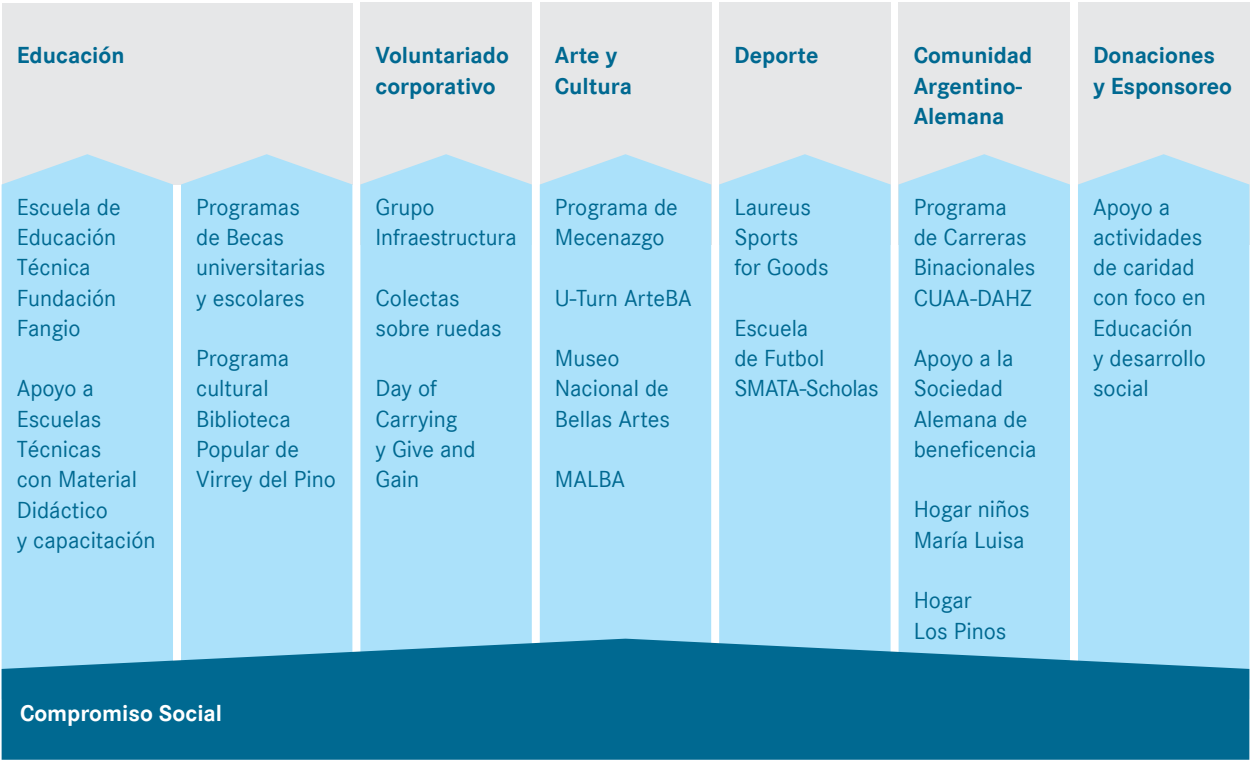 Educación
Voluntariado
corporativo
Arte y
Cultura
Deporte
Comunidad
Argentino-
Alemana
Donaciones
y Esponsoreo
Escuela de
Educación
Técnica
Fundación
Fangio
Apoyo a
Escuelas
Técnicas
con Material
Didáctico
y capacitación
Programas
de Becas
universitarias
y escolares
Programa
cultural
Biblioteca
Popular de
Virrey del Pino
Grupo
Infraestructura
Colectas
sobre ruedas
Day of
Carrying
y Give and
Gain
Programa de
Mecenazgo
U-Turn ArteBA
Museo
Nacional de
Bellas Artes
MALBA
Laureus
Sports
for Goods
Escuela
de Futbol
SMATA-Scholas
Programa
de Carreras
Binacionales
CUAA-DAHZ
Apoyo a la
Sociedad
Alemana de
beneficencia
Hogar niños
María Luisa
Hogar
Los Pinos
Apoyo a
actividades
de caridad
con foco en
Educación
y desarrollo
social
Compromiso Social